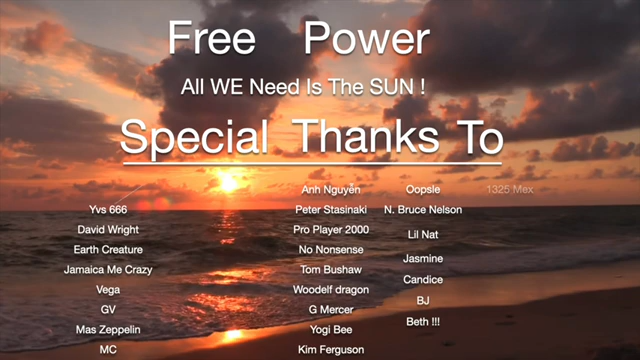 Free Power
All WE Need Is The SUN !
Special Thanks To
Yvs 666
David Wright
Earth Creature
Jamaica Me Crazy
Vega
GV
Mas Zeppelin
MC
Anh Nguyễn
Peter Stasinaki
Pro Player 2000
No Nonsense
Tom Bushaw
Woodelf dragon
G Mercer
Yogi Bee
Kim Ferguson
Oopsle
N. Bruce Nelson
Lil Nat
Jasmine
Candice
BJ
Beth !!!
1325 Mex